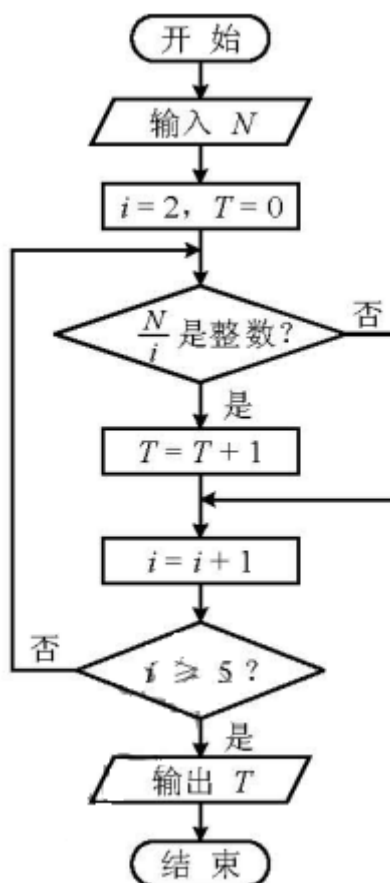 开 始
输入 N
i = 2, T = 0
N/i 是整数?
否
是
T = T + 1
i = i + 1
否
i ≥ 5 ?
是
输出 T
结 束